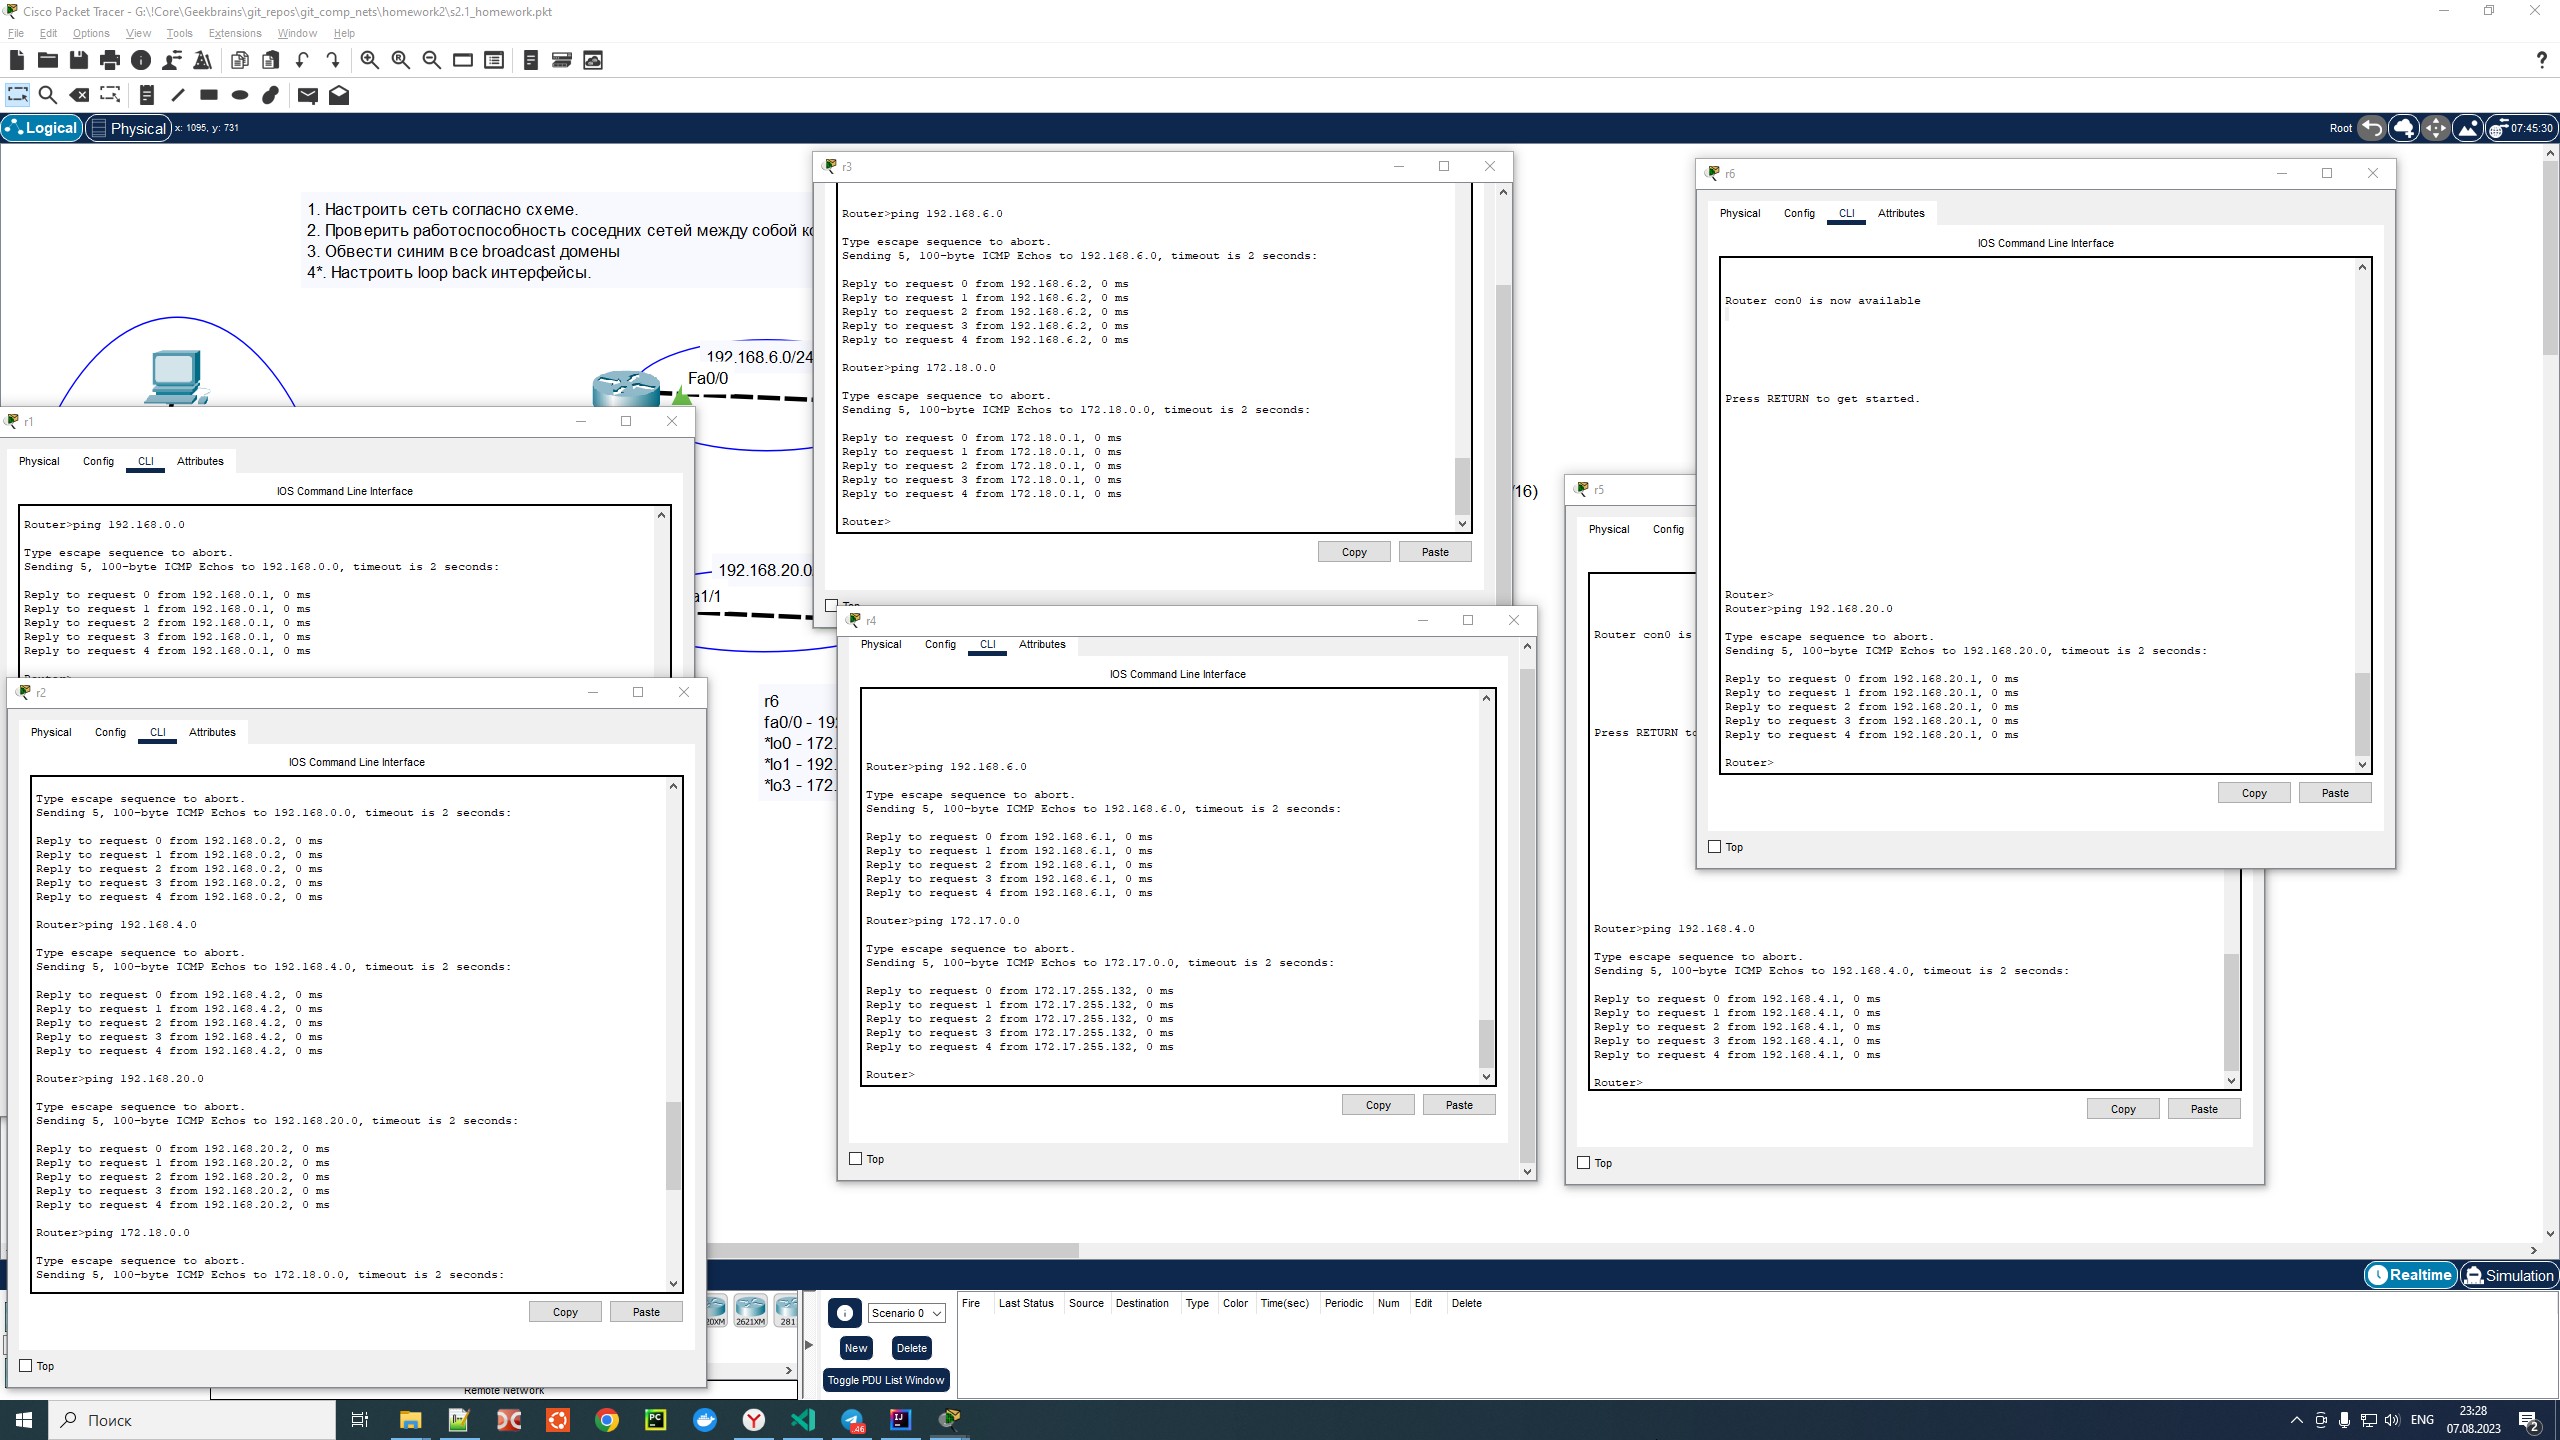 Cisco Packet Tracer - G:\!Core\Geekbrains\git_repos\git_comp_nets\homework2\s2.1_homework.pkt
File Edit Options View Tools Extensions Window Help
?
Logical Physical x: 1095, y: 731
Root 07:45:30
1. Настроить сеть согласно схеме.
2. Проверить работоспособность соседних сетей между собой
3. Обвести синим все broadcast домены
4*. Настроить loop back интерфейсы.
192.168.6.0/24
Fa0/0
r3
Router>ping 192.168.6.0
Type escape sequence to abort.
Sending 5, 100-byte ICMP Echos to 192.168.6.0, timeout is 2 seconds:
Reply to request 0 from 192.168.6.2, 0 ms
Reply to request 1 from 192.168.6.2, 0 ms
Reply to request 2 from 192.168.6.2, 0 ms
Reply to request 3 from 192.168.6.2, 0 ms
Reply to request 4 from 192.168.6.2, 0 ms
Router>ping 172.18.0.0
Type escape sequence to abort.
Sending 5, 100-byte ICMP Echos to 172.18.0.0, timeout is 2 seconds:
Reply to request 0 from 172.18.0.1, 0 ms
Reply to request 1 from 172.18.0.1, 0 ms
Reply to request 2 from 172.18.0.1, 0 ms
Reply to request 3 from 172.18.0.1, 0 ms
Reply to request 4 from 172.18.0.1, 0 ms
Router>
Copy Paste
Top
/16)
r6
Physical Config CLI Attributes
IOS Command Line Interface
Router con0 is now available
Press RETURN to get started.
Router>
Router>ping 192.168.20.0
Type escape sequence to abort.
Sending 5, 100-byte ICMP Echos to 192.168.20.0, timeout is 2 seconds:
Reply to request 0 from 192.168.20.1, 0 ms
Reply to request 1 from 192.168.20.1, 0 ms
Reply to request 2 from 192.168.20.1, 0 ms
Reply to request 3 from 192.168.20.1, 0 ms
Reply to request 4 from 192.168.20.1, 0 ms
Router>
Copy Paste
Top
r1
Physical Config CLI Attributes
IOS Command Line Interface
Router>ping 192.168.0.0
Type escape sequence to abort.
Sending 5, 100-byte ICMP Echos to 192.168.0.0, timeout is 2 seconds:
Reply to request 0 from 192.168.0.1, 0 ms
Reply to request 1 from 192.168.0.1, 0 ms
Reply to request 2 from 192.168.0.1, 0 ms
Reply to request 3 from 192.168.0.1, 0 ms
Reply to request 4 from 192.168.0.1, 0 ms
192.168.20.0
a1/1
r6
fa0/0 - 19
*lo0 - 172.
*lo1 - 192.
*lo3 - 172.
r2
Physical Config CLI Attributes
IOS Command Line Interface
Type escape sequence to abort.
Sending 5, 100-byte ICMP Echos to 192.168.0.0, timeout is 2 seconds:
Reply to request 0 from 192.168.0.2, 0 ms
Reply to request 1 from 192.168.0.2, 0 ms
Reply to request 2 from 192.168.0.2, 0 ms
Reply to request 3 from 192.168.0.2, 0 ms
Reply to request 4 from 192.168.0.2, 0 ms
Router>ping 192.168.4.0
Type escape sequence to abort.
Sending 5, 100-byte ICMP Echos to 192.168.4.0, timeout is 2 seconds:
Reply to request 0 from 192.168.4.2, 0 ms
Reply to request 1 from 192.168.4.2, 0 ms
Reply to request 2 from 192.168.4.2, 0 ms
Reply to request 3 from 192.168.4.2, 0 ms
Reply to request 4 from 192.168.4.2, 0 ms
Router>ping 192.168.20.0
Type escape sequence to abort.
Sending 5, 100-byte ICMP Echos to 192.168.20.0, timeout is 2 seconds:
Reply to request 0 from 192.168.20.2, 0 ms
Reply to request 1 from 192.168.20.2, 0 ms
Reply to request 2 from 192.168.20.2, 0 ms
Reply to request 3 from 192.168.20.2, 0 ms
Reply to request 4 from 192.168.20.2, 0 ms
Router>ping 172.18.0.0
Type escape sequence to abort.
Sending 5, 100-byte ICMP Echos to 172.18.0.0, timeout is 2 seconds:
Copy Paste
Top
r4
Physical Config CLI Attributes
IOS Command Line Interface
Router>ping 192.168.6.0
Type escape sequence to abort.
Sending 5, 100-byte ICMP Echos to 192.168.6.0, timeout is 2 seconds:
Reply to request 0 from 192.168.6.1, 0 ms
Reply to request 1 from 192.168.6.1, 0 ms
Reply to request 2 from 192.168.6.1, 0 ms
Reply to request 3 from 192.168.6.1, 0 ms
Reply to request 4 from 192.168.6.1, 0 ms
Router>ping 172.17.0.0
Type escape sequence to abort.
Sending 5, 100-byte ICMP Echos to 172.17.0.0, timeout is 2 seconds:
Reply to request 0 from 172.17.255.132, 0 ms
Reply to request 1 from 172.17.255.132, 0 ms
Reply to request 2 from 172.17.255.132, 0 ms
Reply to request 3 from 172.17.255.132, 0 ms
Reply to request 4 from 172.17.255.132, 0 ms
Router>
Copy Paste
Top
r5
Physical Config
Router con0 is
Press RETURN to
Router>ping 192.168.4.0
Type escape sequence to abort.
Sending 5, 100-byte ICMP Echos to 192.168.4.0, timeout is 2 seconds:
Reply to request 0 from 192.168.4.1, 0 ms
Reply to request 1 from 192.168.4.1, 0 ms
Reply to request 2 from 192.168.4.1, 0 ms
Reply to request 3 from 192.168.4.1, 0 ms
Reply to request 4 from 192.168.4.1, 0 ms
Router>
Copy Paste
Top
Realtime Simulation
2621XM 281
Remote Network
Scenario 0
New Delete
Toggle PDU List Window
Fire Last Status Source Destination Type Color Time(sec) Periodic Num Edit Delete
Поиск
PC
46
IJ
ENG
23:28
07.08.2023
2